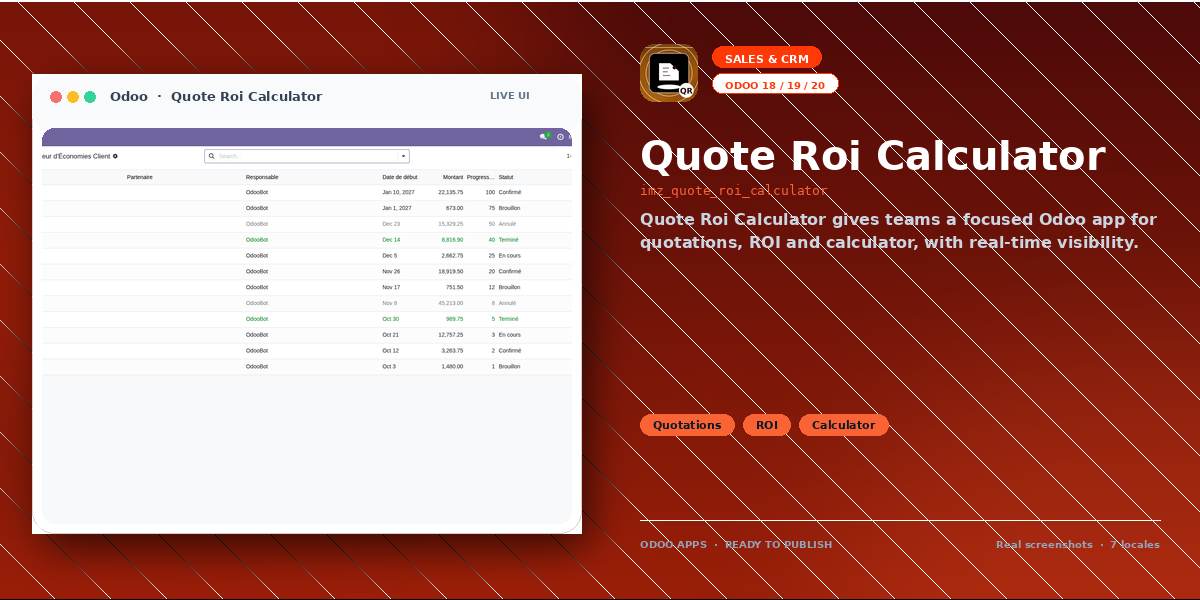 Odoo · Quote Roi Calculator
LIVE UI
eur d'Économies Client
Search...
Partenaire Responsable Date de début Montant Progress... Statut
OdooBot Jan 10, 2027 22,135.75 100 Confirmé
OdooBot Jan 1, 2027 673.00 75 Brouillon
OdooBot Dec 23 15,329.25 50 Annulé
OdooBot Dec 14 8,816.90 40 Terminé
OdooBot Dec 5 2,662.75 25 En cours
OdooBot Nov 26 18,919.50 20 Confirmé
OdooBot Nov 17 751.50 12 Brouillon
OdooBot Nov 8 45,213.00 8 Annulé
OdooBot Oct 30 989.75 5 Terminé
OdooBot Oct 21 12,757.25 3 En cours
OdooBot Oct 12 3,263.75 2 Confirmé
OdooBot Oct 3 1,480.00 1 Brouillon
QR
SALES & CRM
ODOO 18 / 19 / 20
Quote Roi Calculator
imz_quote_roi_calculator
Quote Roi Calculator gives teams a focused Odoo app for
quotations, ROI and calculator, with real-time visibility.
Quotations ROI Calculator
ODOO APPS · READY TO PUBLISH
Real screenshots · 7 locales